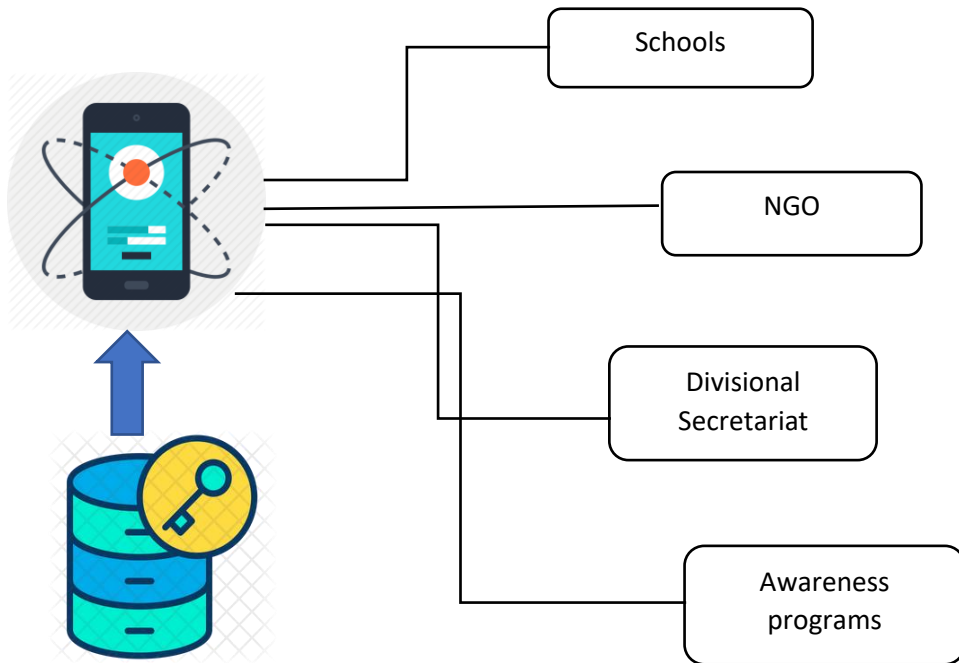 Schools
NGO
Divisional
Secretariat
Awareness
programs